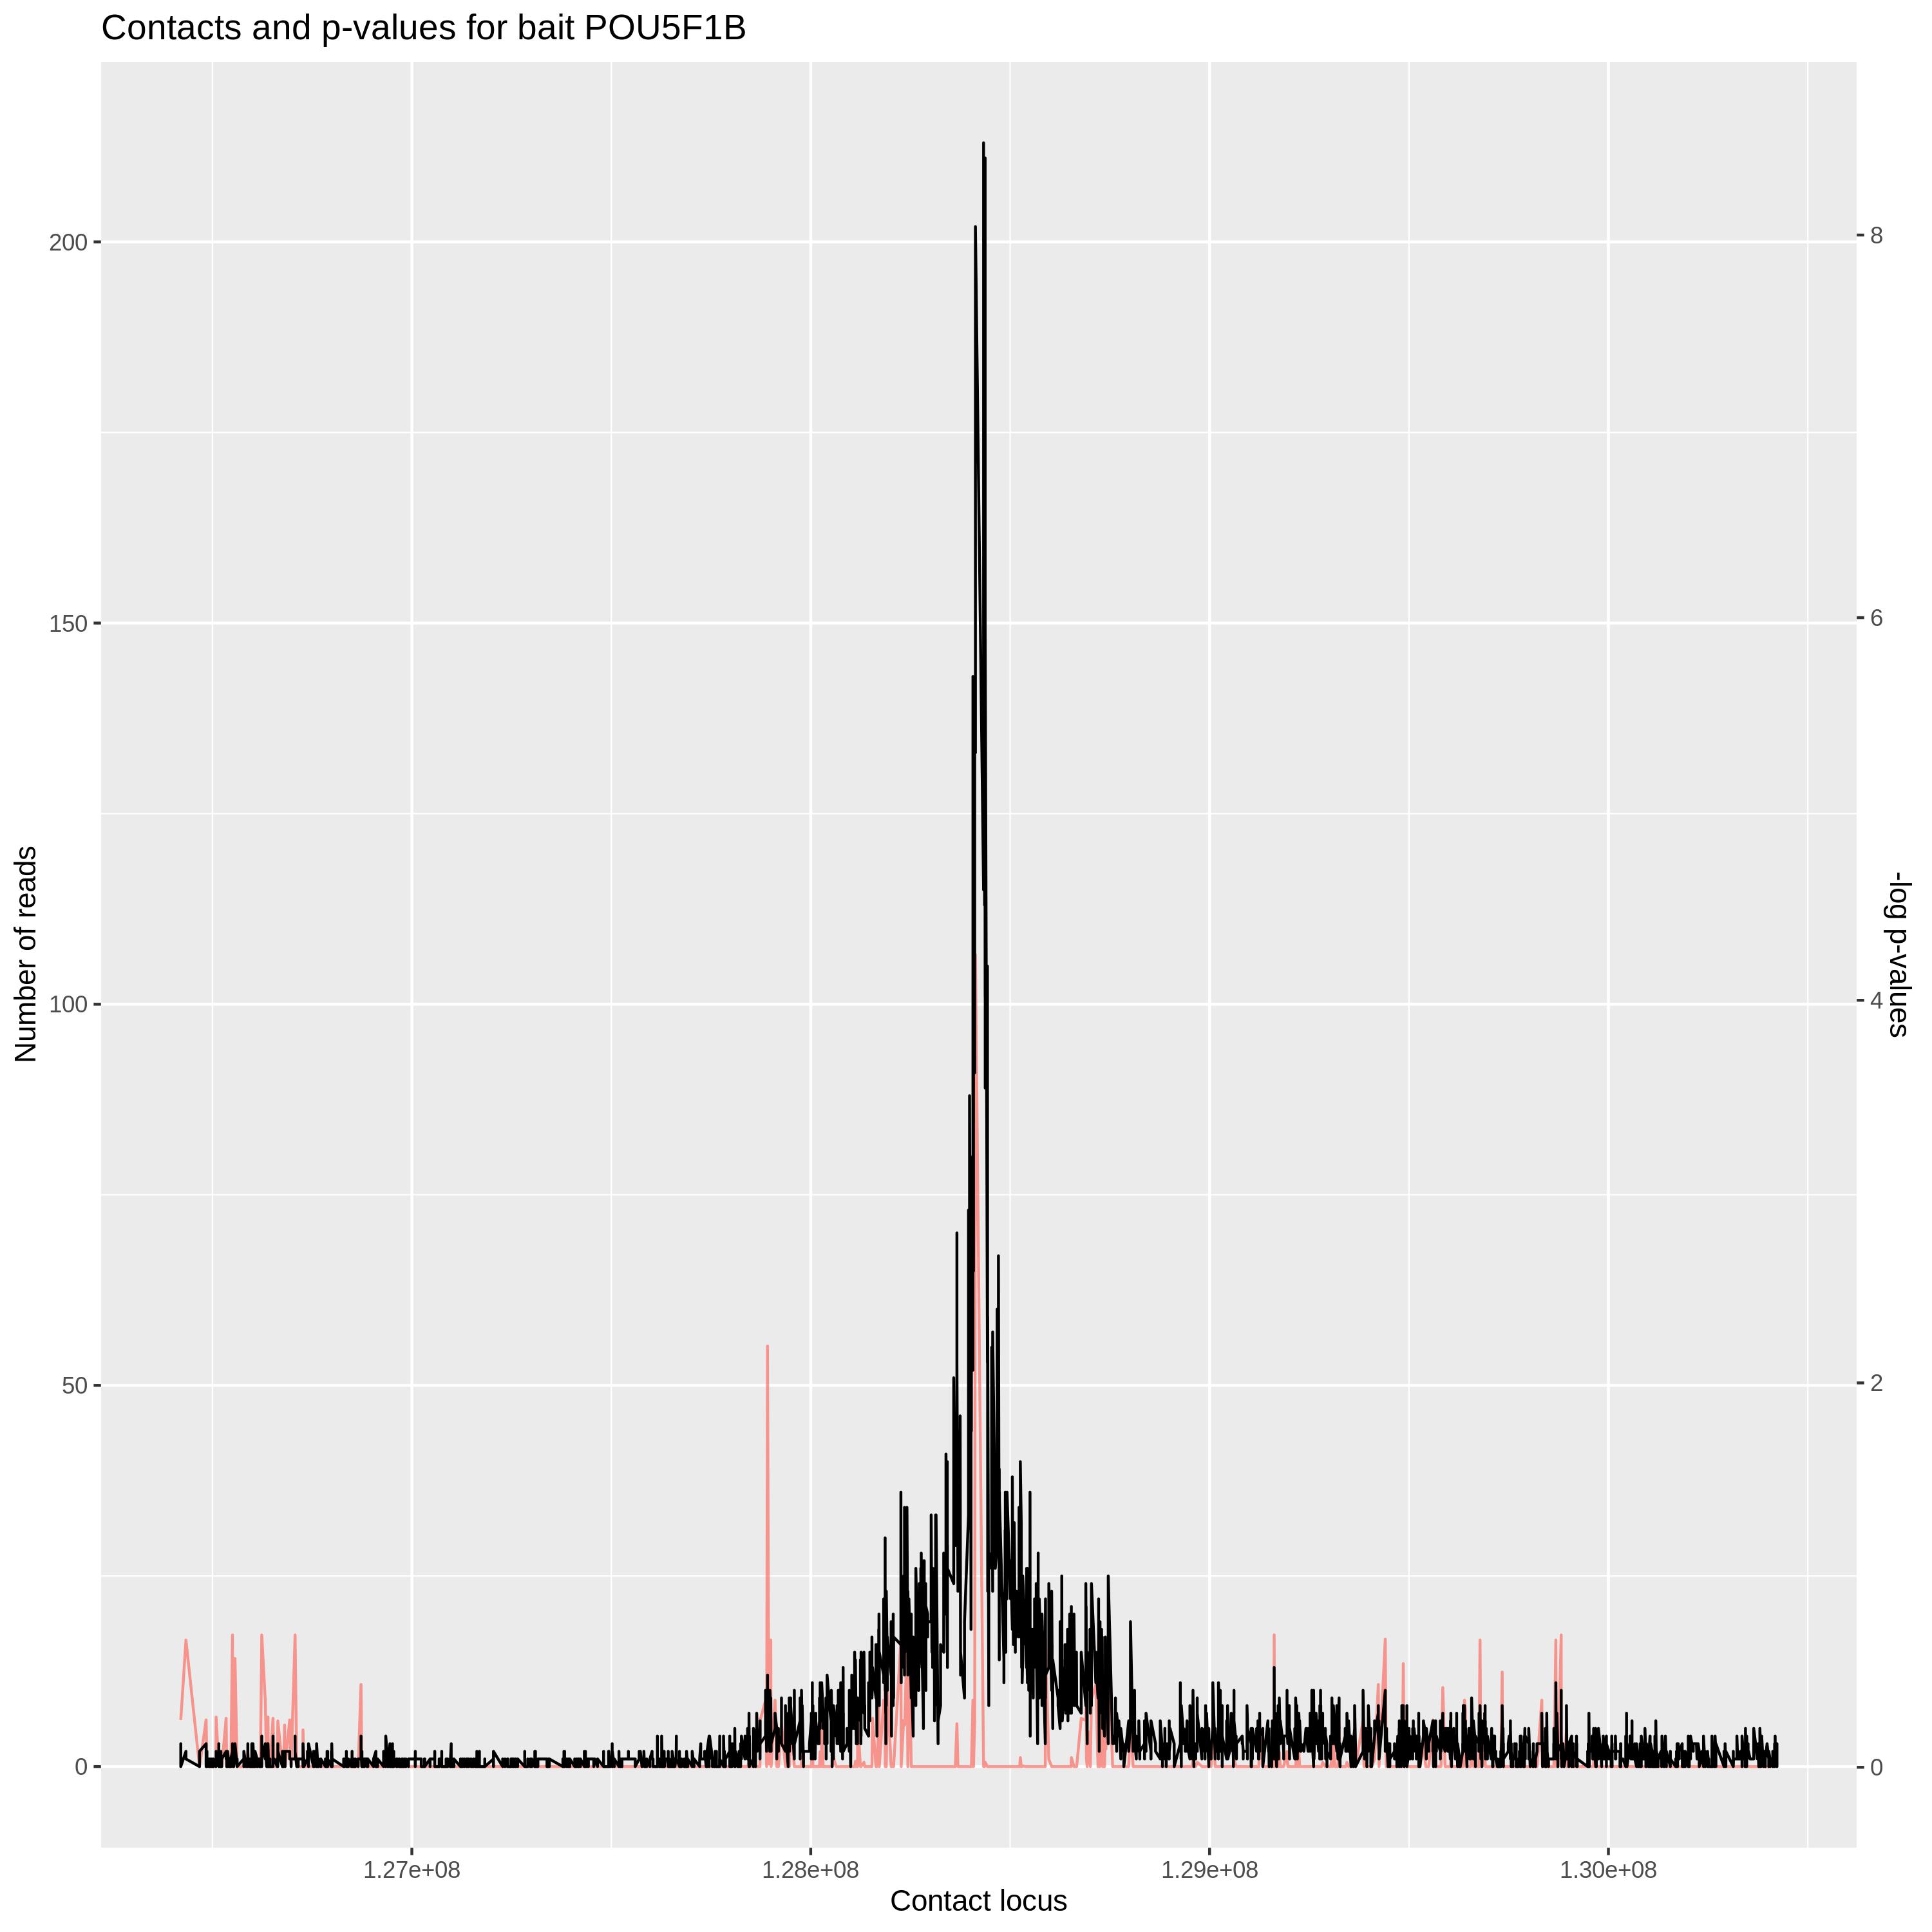 Contacts and p-values for bait POU5F1B
200
150
100
50
0
Number of reads
8
6
4
2
0
-log p-values
1.27e+08
1.28e+08
1.29e+08
1.30e+08
Contact locus